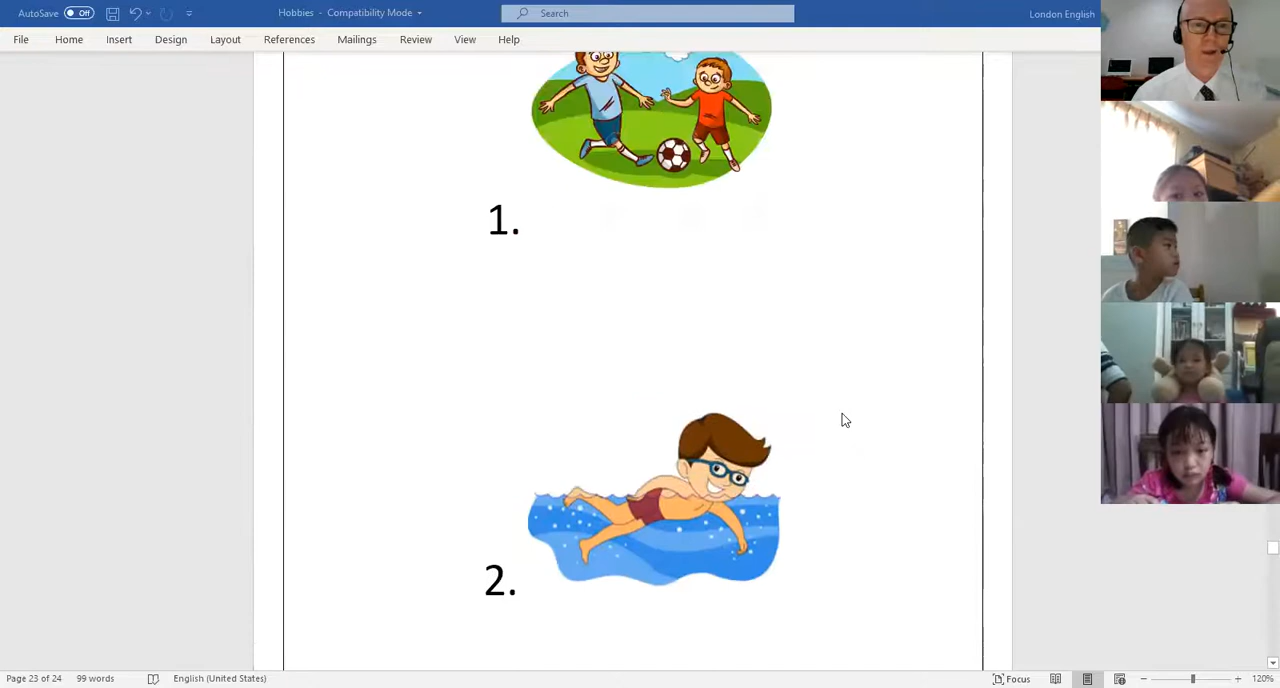 AutoSave Off Hobbies - Compatibility Mode Search London English
File Home Insert Design Layout References Mailings Review View Help
1.
2.
Page 23 of 24 99 words English (United States) Focus 120%